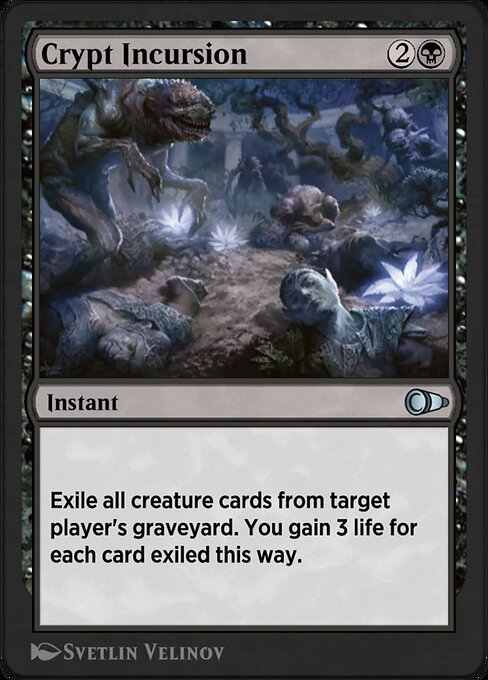 Crypt Incursion 2
Instant
Exile all creature cards from target
player's graveyard. You gain 3 life for
each card exiled this way.
Svetlin Velinov